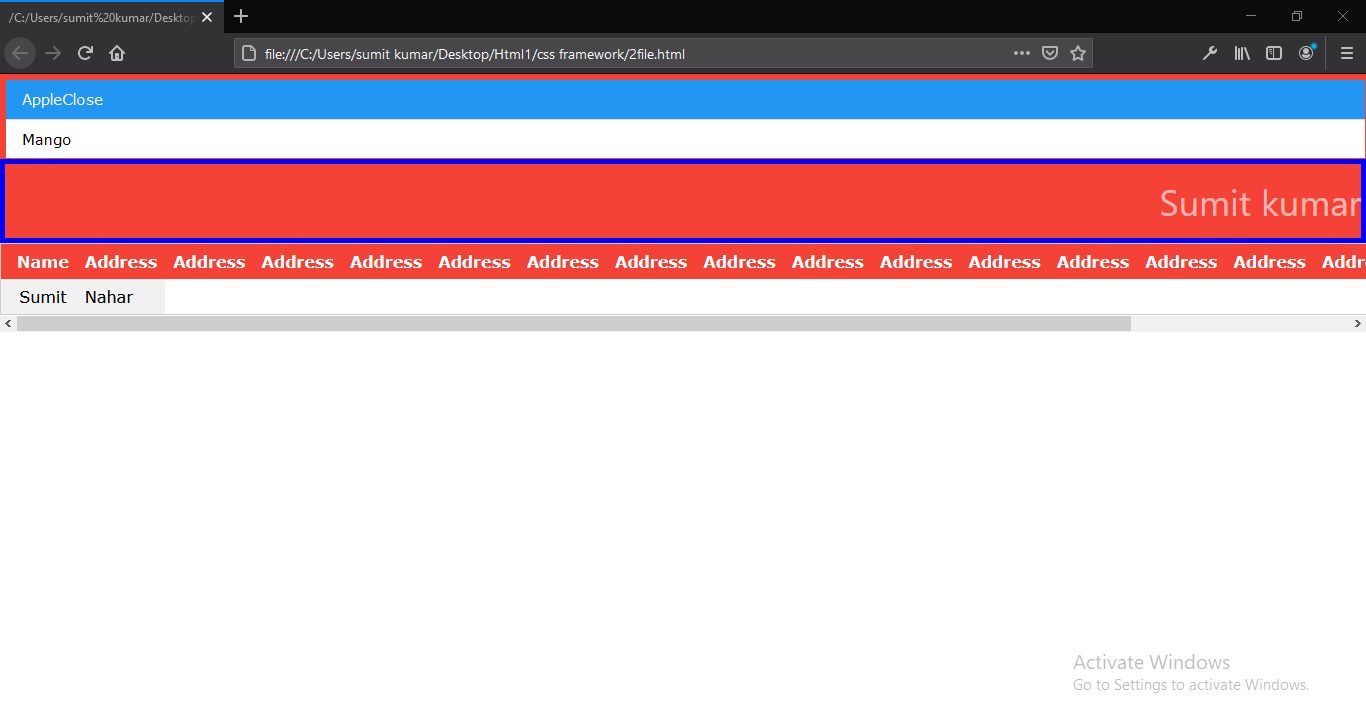 /C:/Users/sumit%20kumar/Desktop
file:///C:/Users/sumit kumar/Desktop/Html1/css framework/2file.html
AppleClose
Mango
Sumit kumar
Name Address Address Address Address Address Address Address Address Address Address Address Address Address Address Addr
Sumit Nahar
Activate Windows
Go to Settings to activate Windows.